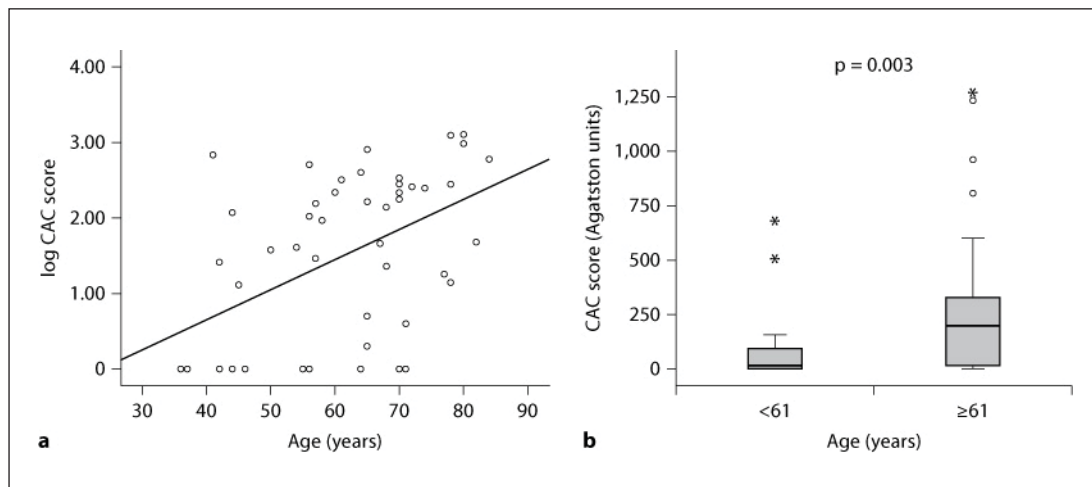 4.00
3.00
2.00
1.00
0
log CAC score
30 40 50 60 70 80 90
Age (years)
a
p = 0.003
1,250
1,000
750
500
250
0
CAC score (Agatston units)
* *
*
<61 ≥61
Age (years)
b